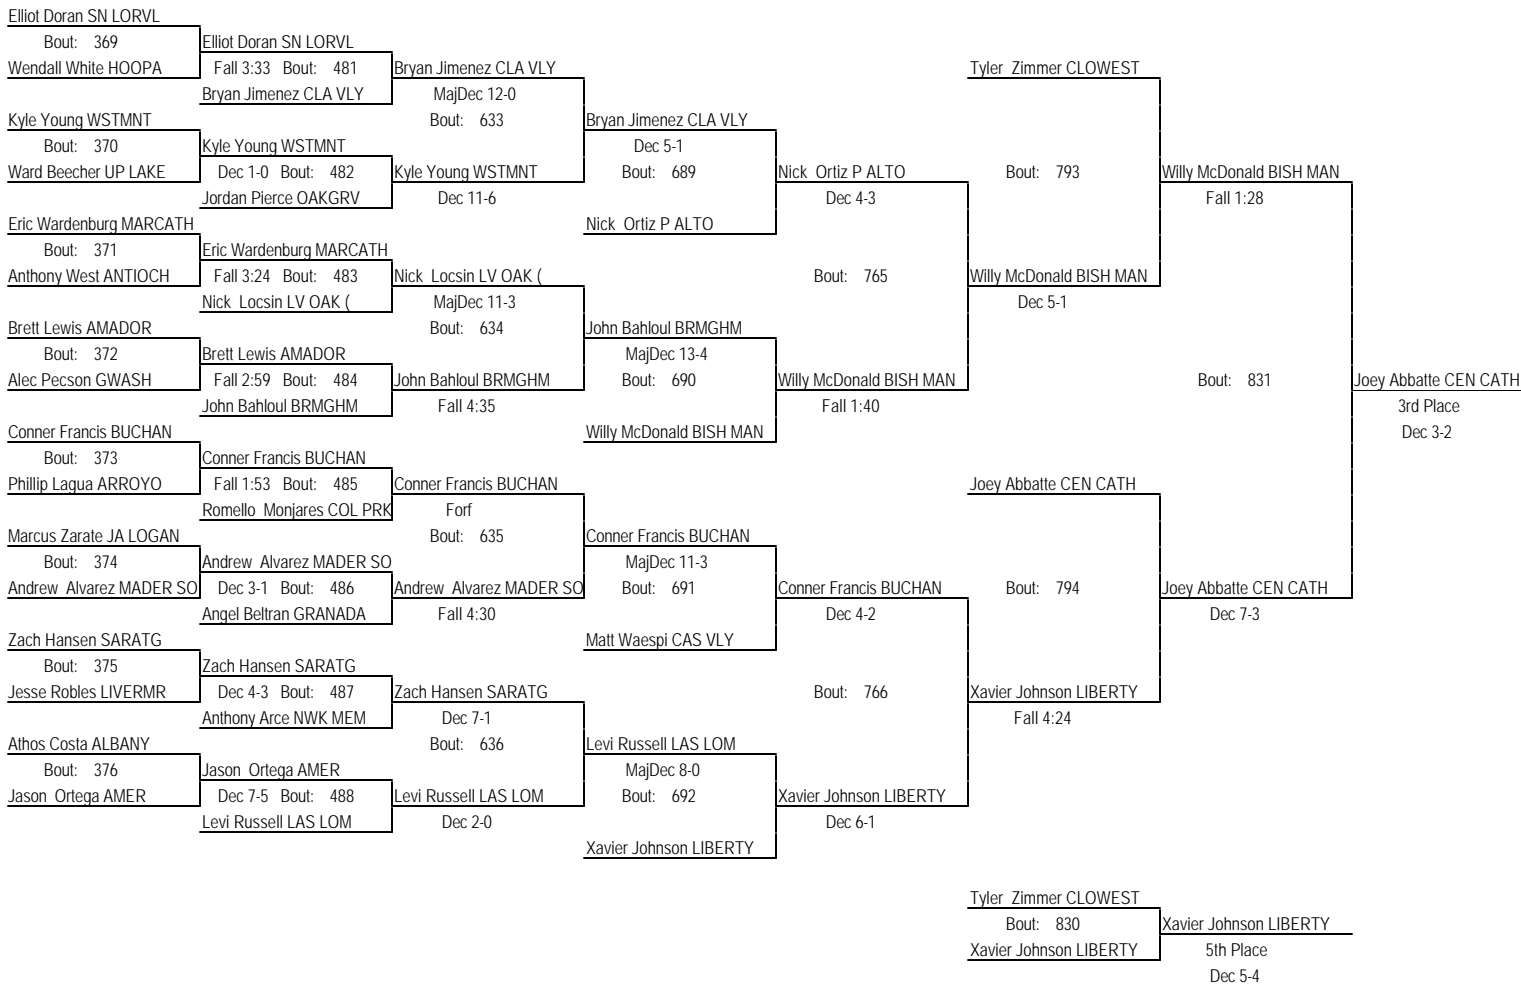 Elliot Doran SN LORVL
Bout: 369
Elliot Doran SN LORVL
Wendall White HOOPA
Fall 3:33 Bout: 481
Bryan Jimenez CLA VLY
Tyler Zimmer CLOWEST
Bryan Jimenez CLA VLY
MajDec 12-0
Kyle Young WSTMNT
Bout: 633
Bryan Jimenez CLA VLY
Bout: 370
Kyle Young WSTMNT
Dec 5-1
Ward Beecher UP LAKE
Dec 1-0 Bout: 482
Kyle Young WSTMNT
Bout: 689
Nick Ortiz P ALTO
Bout: 793
Willy McDonald BISH MAN
Jordan Pierce OAKGRV
Dec 11-6
Dec 4-3
Fall 1:28
Eric Wardenburg MARCATH
Nick Ortiz P ALTO
Bout: 371
Eric Wardenburg MARCATH
Anthony West ANTIOCH
Fall 3:24 Bout: 483
Nick Locsin LV OAK (
Bout: 765
Willy McDonald BISH MAN
Nick Locsin LV OAK (
MajDec 11-3
Dec 5-1
Brett Lewis AMADOR
Bout: 634
John Bahloul BRMGHM
Bout: 372
Brett Lewis AMADOR
MajDec 13-4
Alec Pecson GWASH
Fall 2:59 Bout: 484
John Bahloul BRMGHM
Bout: 690
Willy McDonald BISH MAN
Bout: 831
Joey Abbatte CEN CATH
John Bahloul BRMGHM
Fall 4:35
Fall 1:40
3rd Place
Conner Francis BUCHAN
Willy McDonald BISH MAN
Dec 3-2
Bout: 373
Conner Francis BUCHAN
Phillip Lagua ARROYO
Fall 1:53 Bout: 485
Conner Francis BUCHAN
Joey Abbatte CEN CATH
Romello Monjares COL PRK
Forf
Marcus Zarate JA LOGAN
Bout: 635
Conner Francis BUCHAN
Bout: 374
Andrew Alvarez MADER SO
MajDec 11-3
Andrew Alvarez MADER SO
Dec 3-1 Bout: 486
Andrew Alvarez MADER SO
Bout: 691
Conner Francis BUCHAN
Bout: 794
Joey Abbatte CEN CATH
Angel Beltran GRANADA
Fall 4:30
Dec 4-2
Dec 7-3
Zach Hansen SARATG
Matt Waespi CAS VLY
Bout: 375
Zach Hansen SARATG
Jesse Robles LIVERMR
Dec 4-3 Bout: 487
Zach Hansen SARATG
Bout: 766
Xavier Johnson LIBERTY
Anthony Arce NWK MEM
Dec 7-1
Fall 4:24
Athos Costa ALBANY
Bout: 636
Levi Russell LAS LOM
Bout: 376
Jason Ortega AMER
MajDec 8-0
Jason Ortega AMER
Dec 7-5 Bout: 488
Levi Russell LAS LOM
Bout: 692
Xavier Johnson LIBERTY
Levi Russell LAS LOM
Dec 2-0
Dec 6-1
Xavier Johnson LIBERTY
Tyler Zimmer CLOWEST
Bout: 830
Xavier Johnson LIBERTY
Xavier Johnson LIBERTY
5th Place
Dec 5-4